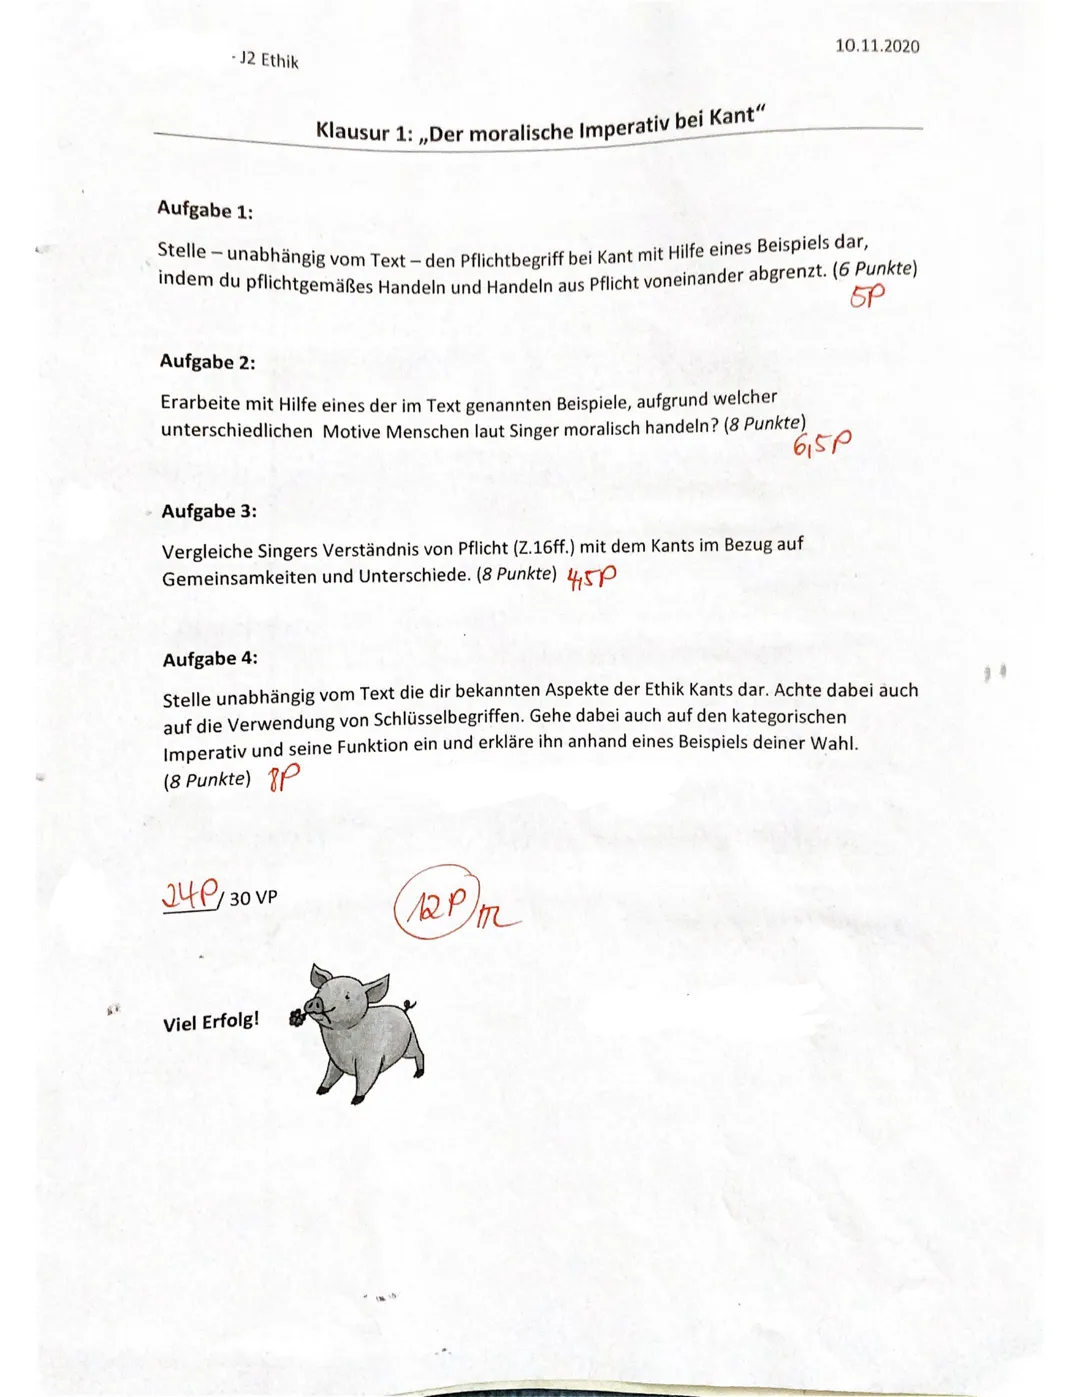 - J2 Ethik
10.11.2020
Klausur 1: „Der moralische Imperativ bei Kant“
Aufgabe 1:
Stelle – unabhängig vom Text – den Pflichtbegriff bei Kant mit Hilfe eines Beispiels dar,
indem du pflichtgemäßes Handeln und Handeln aus Pflicht voneinander abgrenzt. (6 Punkte)
5P
Aufgabe 2:
Erarbeite mit Hilfe eines der im Text genannten Beispiele, aufgrund welcher
unterschiedlichen Motive Menschen laut Singer moralisch handeln? (8 Punkte)
6,5P
Aufgabe 3:
Vergleiche Singers Verständnis von Pflicht (Z.16ff.) mit dem Kants im Bezug auf
Gemeinsamkeiten und Unterschiede. (8 Punkte) 4,5P
Aufgabe 4:
Stelle unabhängig vom Text die dir bekannten Aspekte der Ethik Kants dar. Achte dabei auch
auf die Verwendung von Schlüsselbegriffen. Gehe dabei auch auf den kategorischen
Imperativ und seine Funktion ein und erkläre ihn anhand eines Beispiels deiner Wahl.
(8 Punkte) 8P
24P/ 30 VP
12P
Viel Erfolg!